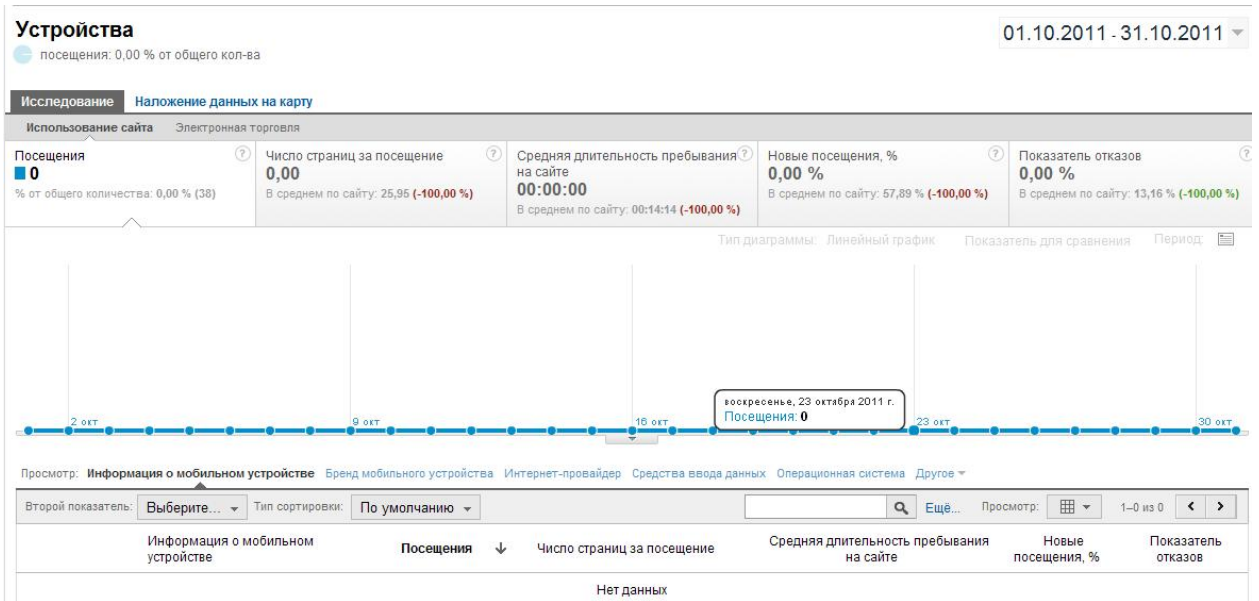 Устройства
01.10.2011 - 31.10.2011
посещения: 0,00 % от общего кол-ва
Исследование Наложение данных на карту
Использование сайта Электронная торговля
Посещения ?
0
% от общего количества: 0,00 % (38)
Число страниц за посещение ?
0,00
В среднем по сайту: 25,95 (-100,00 %)
Средняя длительность пребывания ?
на сайте
00:00:00
В среднем по сайту: 00:14:14 (-100,00 %)
Новые посещения, % ?
0,00 %
В среднем по сайту: 57,89 % (-100,00 %)
Показатель отказов ?
0,00 %
В среднем по сайту: 13,16 % (-100,00 %)
Тип диаграммы: Линейный график Показатель для сравнения Период:
воскресенье, 23 октября 2011 г.
Посещения: 0
2 окт 9 окт 16 окт 23 окт 30 окт
Просмотр: Информация о мобильном устройстве Бренд мобильного устройства Интернет-провайдер Средства ввода данных Операционная система Другое
Второй показатель: Выберите... Тип сортировки: По умолчанию Ещё... Просмотр: 1–0 из 0
Информация о мобильном
устройстве
Посещения
Число страниц за посещение
Средняя длительность пребывания
на сайте
Новые
посещения, %
Показатель
отказов
Нет данных